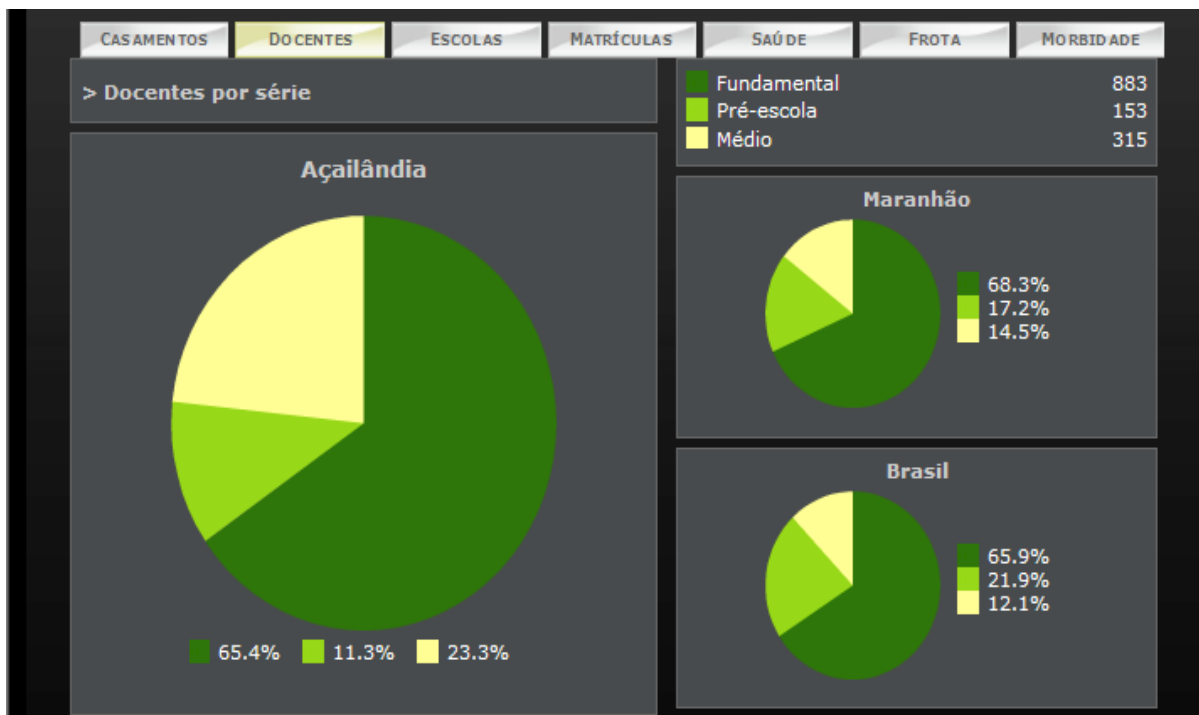 CASAMENTOS DOCENTES ESCOLAS MATRÍCULAS SAÚDE FROTA MORBIDADE
> Docentes por série
Fundamental 883
Pré-escola 153
Médio 315
Açailândia
65.4% 11.3% 23.3%
Maranhão
68.3%
17.2%
14.5%
Brasil
65.9%
21.9%
12.1%